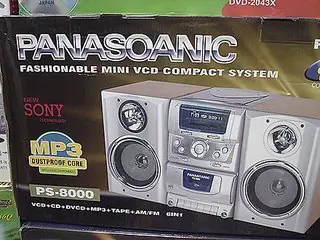 JAPAN
DVD-2043X
PANASOANIC
FASHIONABLE MINI VCD COMPACT SYSTEM
NEW
SONY
TECHNOLOGY
MP3
DUSTPROOF CORE
PS-8000
PANASOANIC
VCD+CD+DVCD+MP3+TAPE+AM/FM 6IN1